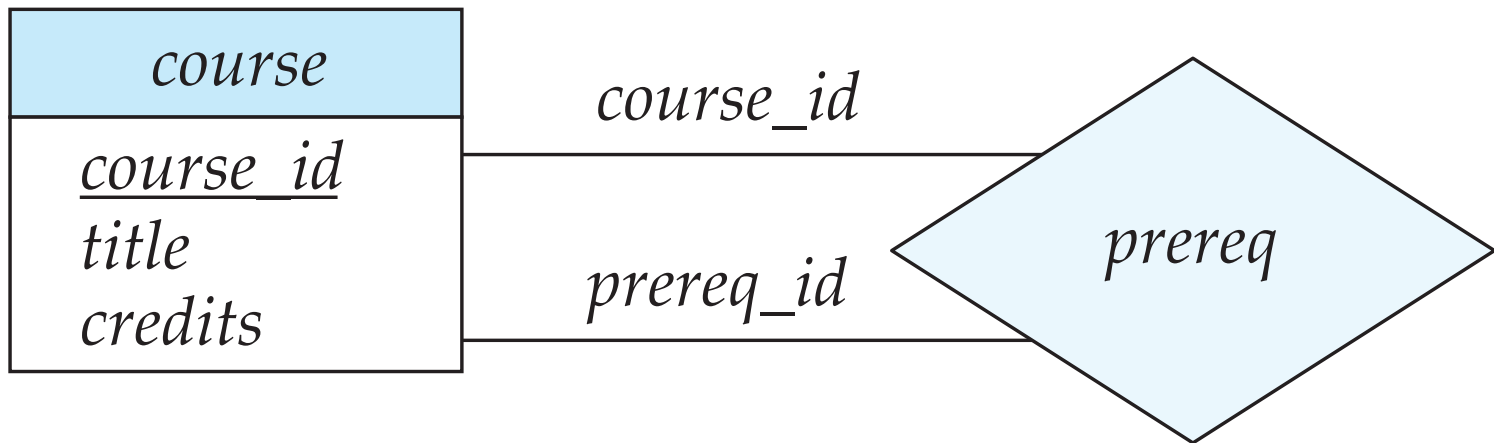 course
course_id
title
credits
course_id
prereq_id
prereq